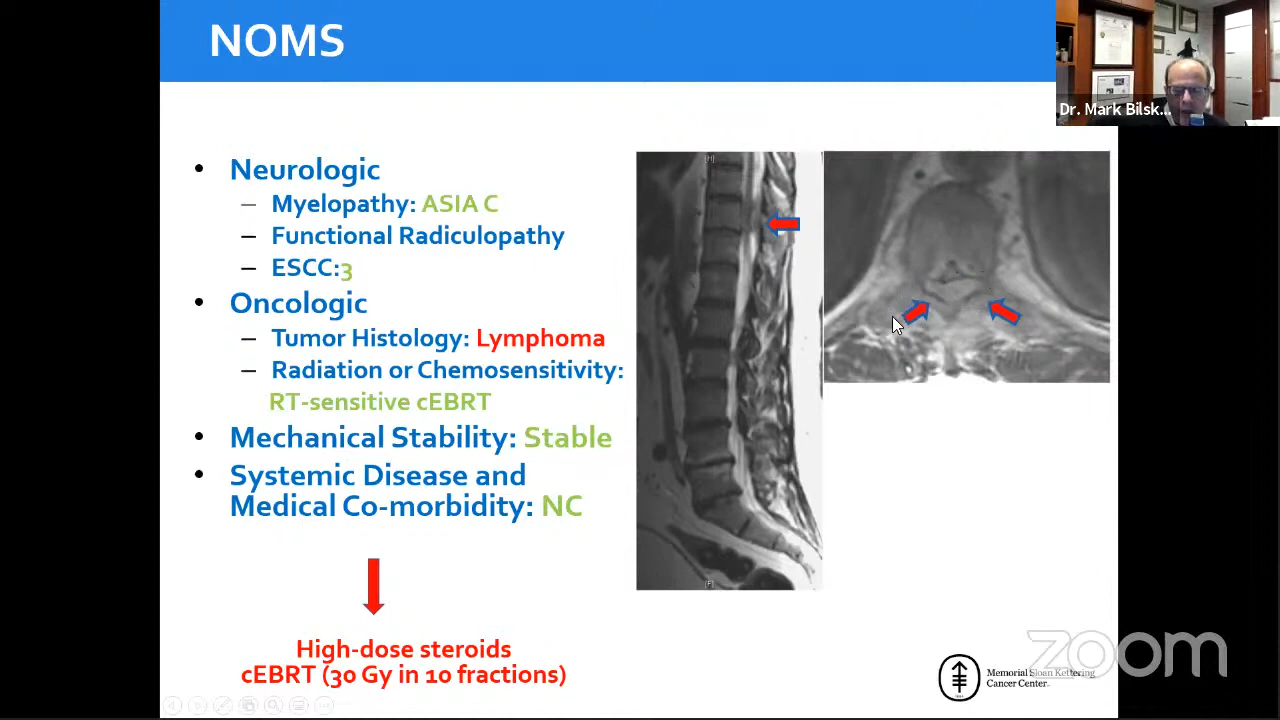 NOMS
Dr. Mark Bilsk...
• Neurologic
– Myelopathy: ASIA C
– Functional Radiculopathy
– ESCC:3
• Oncologic
– Tumor Histology: Lymphoma
– Radiation or Chemosensitivity:
RT-sensitive cEBRT
• Mechanical Stability: Stable
• Systemic Disease and
Medical Co-morbidity: NC
High-dose steroids
cEBRT (30 Gy in 10 fractions)
[H]
[F]
zoom
Memorial Sloan Kettering
Cancer Center